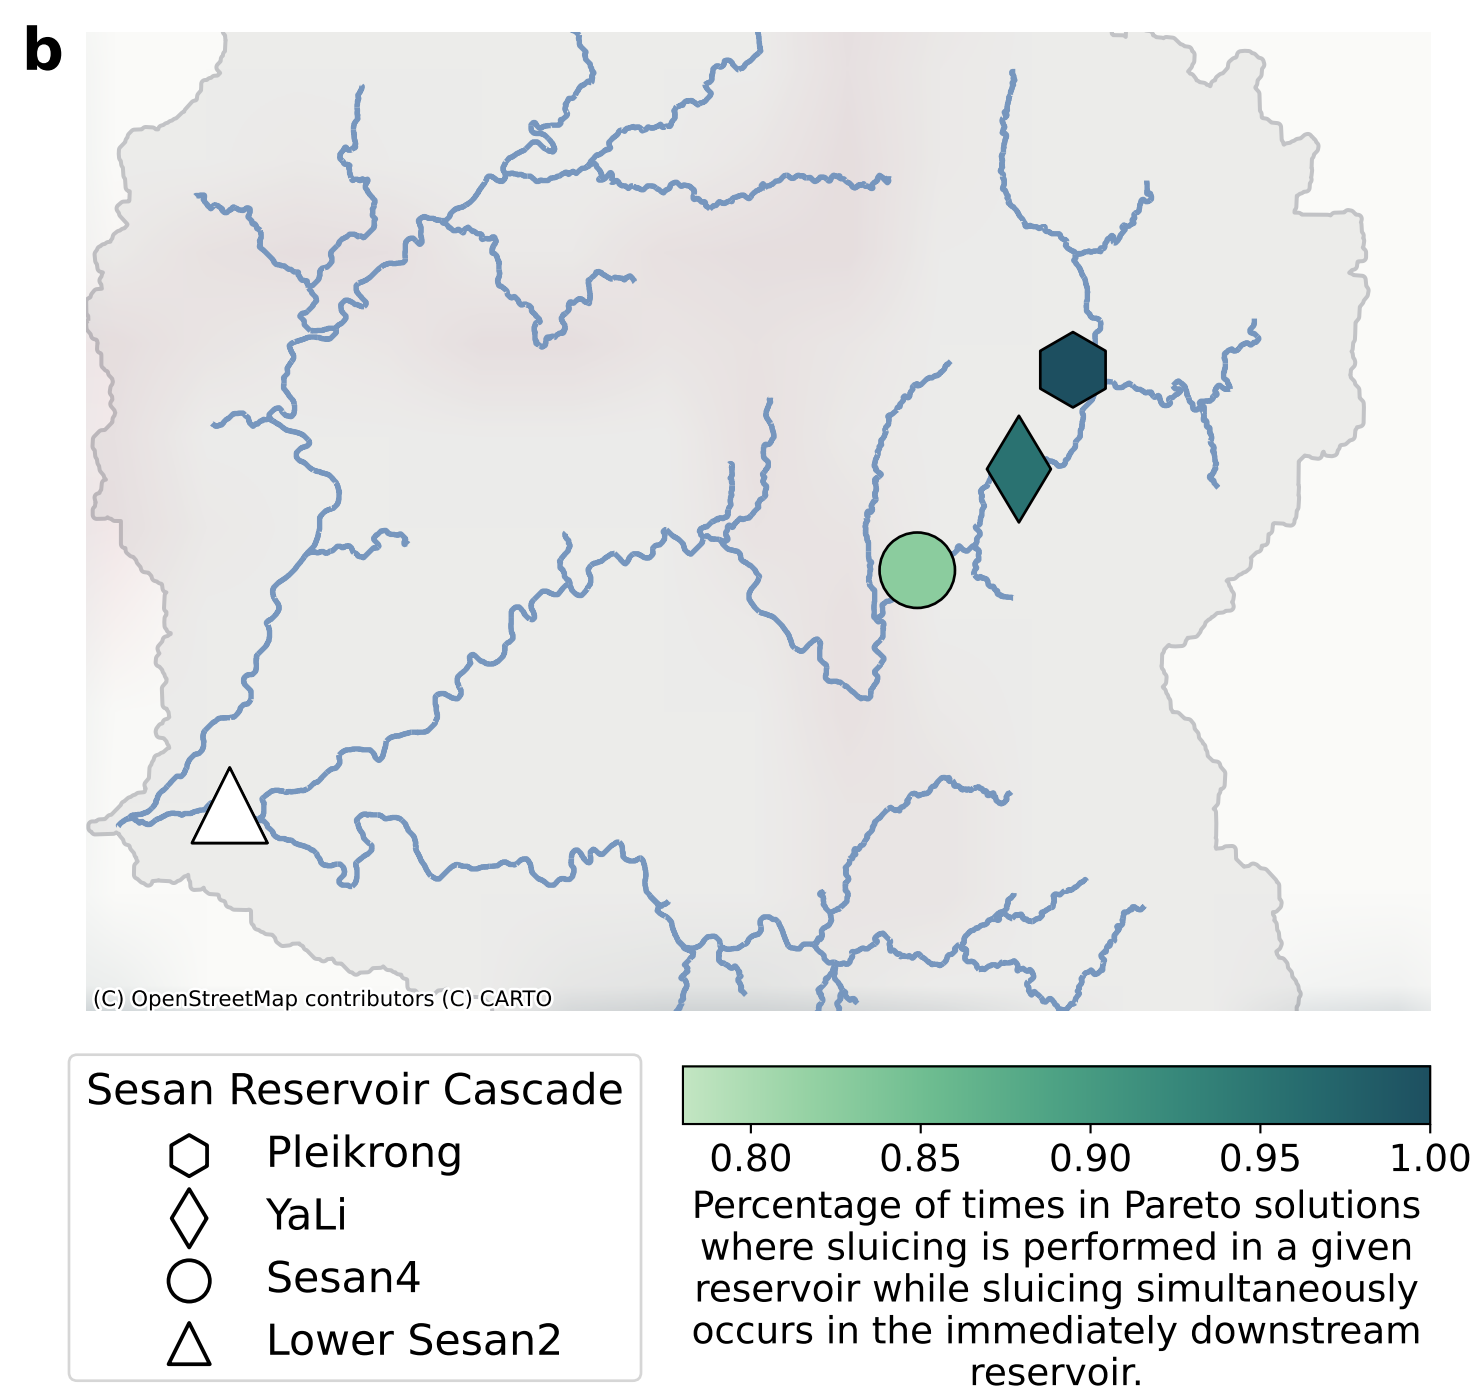 b
(C) OpenStreetMap contributors (C) CARTO
Sesan Reservoir Cascade
Pleikrong
YaLi
Sesan4
Lower Sesan2
0.80 0.85 0.90 0.95 1.00
Percentage of times in Pareto solutions
where sluicing is performed in a given
reservoir while sluicing simultaneously
occurs in the immediately downstream
reservoir.